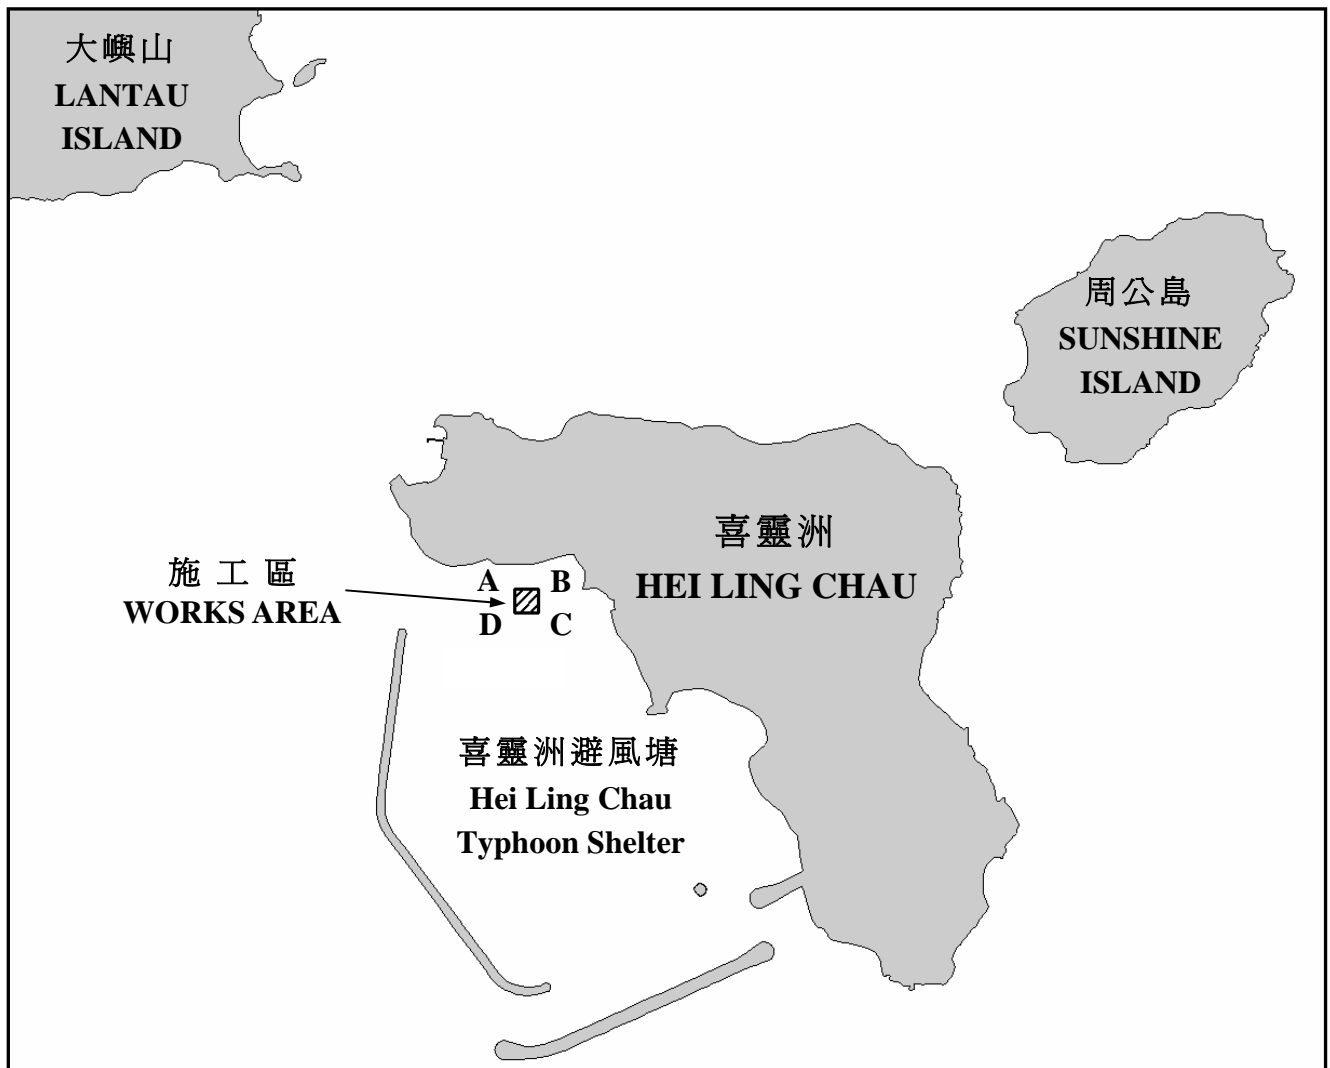 大嶼山
LANTAU
ISLAND
周公島
SUNSHINE
ISLAND
喜靈洲
HEI LING CHAU
施工區
WORKS AREA
A
B
D
C
喜靈洲避風塘
Hei Ling Chau
Typhoon Shelter